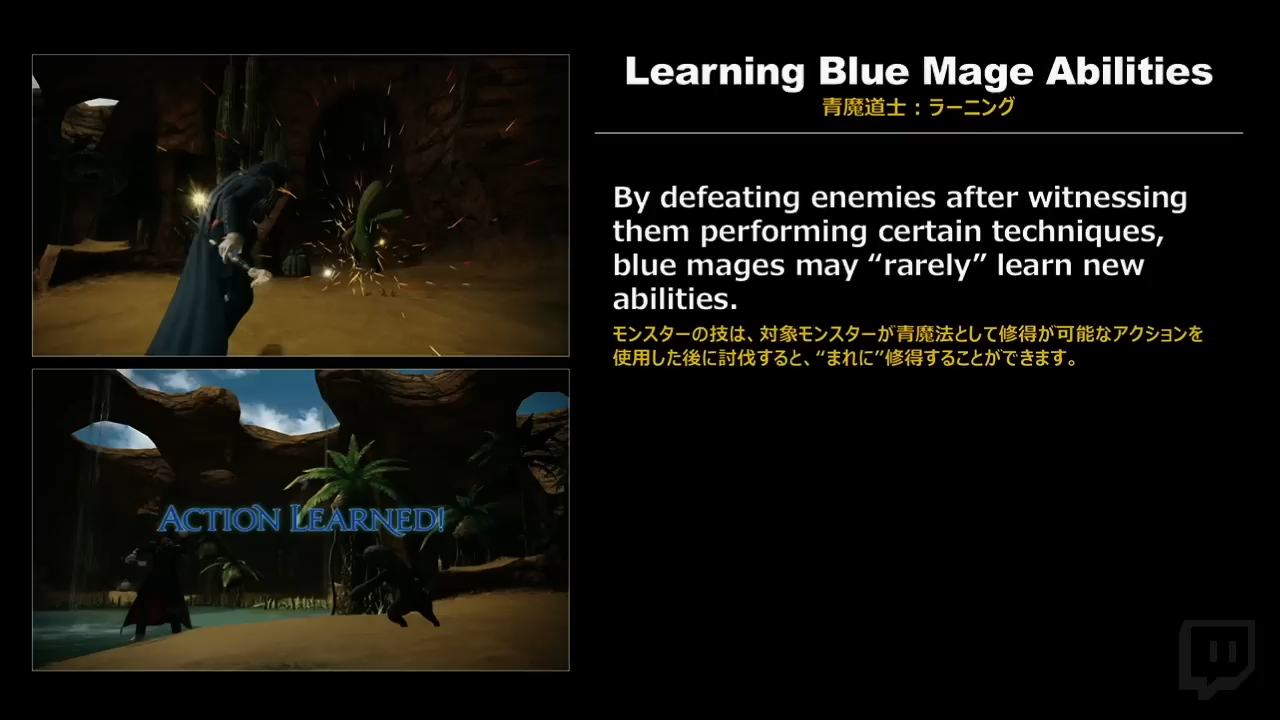 Learning Blue Mage Abilities
青魔道士：ラーニング
By defeating enemies after witnessing
them performing certain techniques,
blue mages may “rarely” learn new
abilities.
モンスターの技は、対象モンスターが青魔法として修得が可能なアクションを
使用した後に討伐すると、“まれに”修得することができます。
ACTION LEARNED!